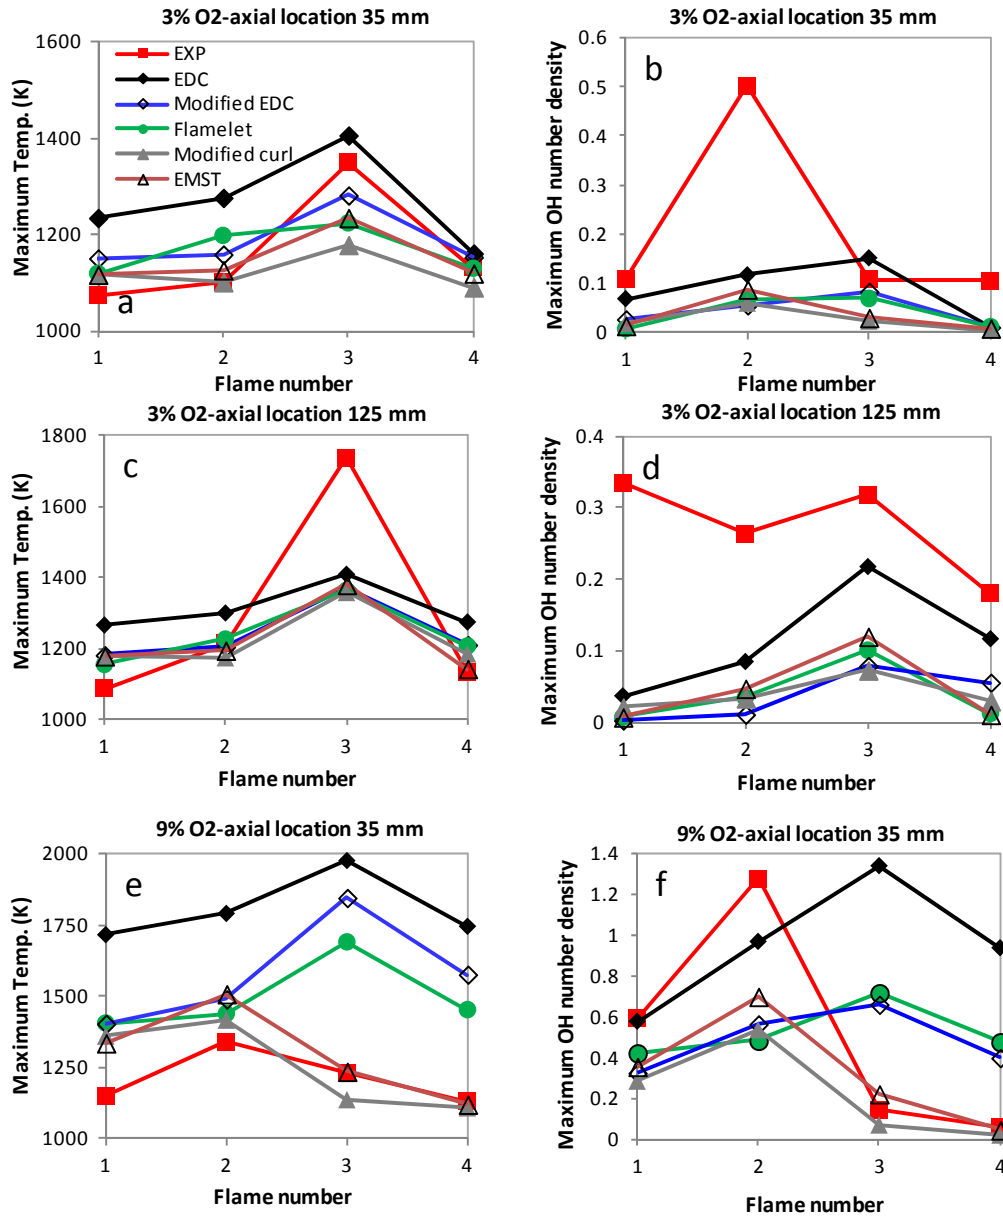 3% O2-axial location 35 mm
Maximum Temp. (K)
1600
1400
1200
1000
EXP
EDC
Modified EDC
Flamelet
Modified curl
EMST
a
1 2 3 4
Flame number
3% O2-axial location 35 mm
Maximum OH number density
0.6
0.5
0.4
0.3
0.2
0.1
0
b
1 2 3 4
Flame number
3% O2-axial location 125 mm
Maximum Temp. (K)
1800
1600
1400
1200
1000
c
1 2 3 4
Flame number
3% O2-axial location 125 mm
Maximum OH number density
0.4
0.3
0.2
0.1
0
d
1 2 3 4
Flame number
9% O2-axial location 35 mm
Maximum Temp. (K)
2000
1750
1500
1250
1000
e
1 2 3 4
Flame number
9% O2-axial location 35 mm
Maximum OH number density
1.4
1.2
1
0.8
0.6
0.4
0.2
0
f
1 2 3 4
Flame number